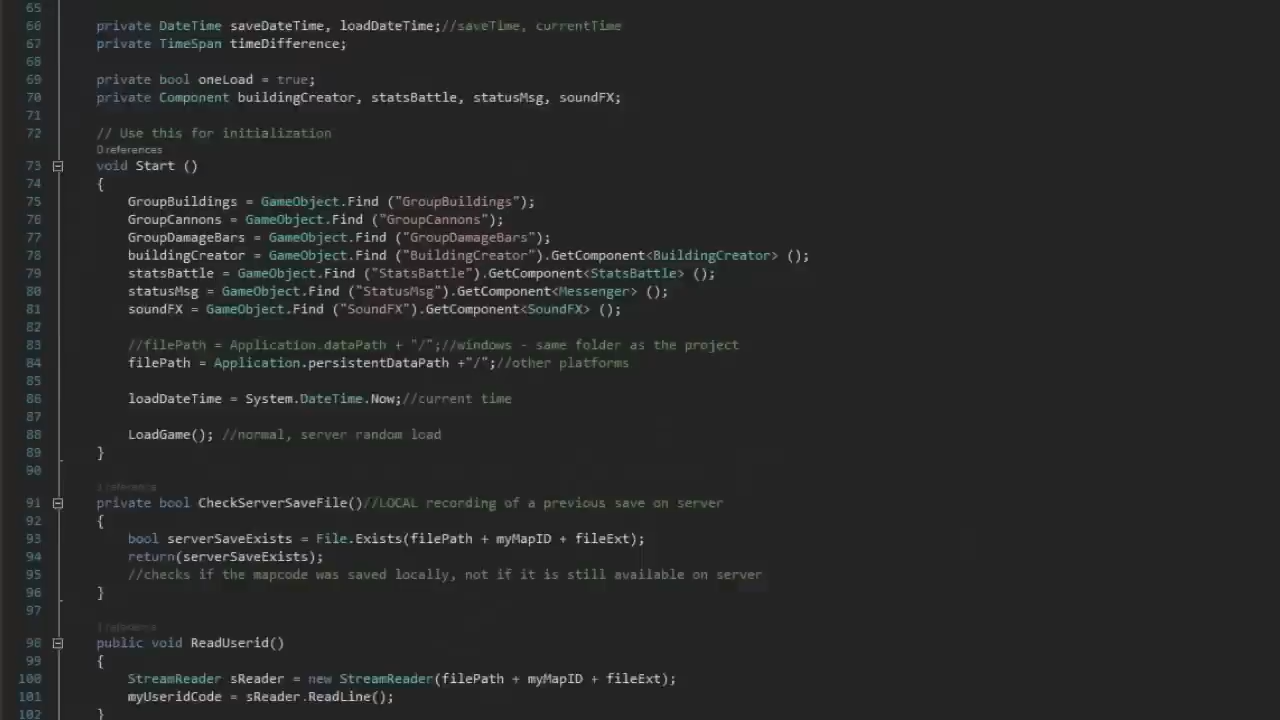 65
66 private DateTime saveDateTime, loadDateTime;//saveTime, currentTime
67 private TimeSpan timeDifference;
68
69 private bool oneLoad = true;
70 private Component buildingCreator, statsBattle, statusMsg, soundFX;
71
72 // Use this for initialization
0 references
73 void Start ()
74 {
75 GroupBuildings = GameObject.Find ("GroupBuildings");
76 GroupCannons = GameObject.Find ("GroupCannons");
77 GroupDamageBars = GameObject.Find ("GroupDamageBars");
78 buildingCreator = GameObject.Find ("BuildingCreator").GetComponent<BuildingCreator> ();
79 statsBattle = GameObject.Find ("StatsBattle").GetComponent<StatsBattle> ();
80 statusMsg = GameObject.Find ("StatusMsg").GetComponent<Messenger> ();
81 soundFX = GameObject.Find ("SoundFX").GetComponent<SoundFX> ();
82
83 //filePath = Application.dataPath + "/";//windows - same folder as the project
84 filePath = Application.persistentDataPath +"/";//other platforms
85
86 loadDateTime = System.DateTime.Now;//current time
87
88 LoadGame(); //normal, server random load
89 }
90
1 reference
91 private bool CheckServerSaveFile()//LOCAL recording of a previous save on server
92 {
93 bool serverSaveExists = File.Exists(filePath + myMapID + fileExt);
94 return(serverSaveExists);
95 //checks if the mapcode was saved locally, not if it is still available on server
96 }
97
1 reference
98 public void ReadUserid()
99 {
100 StreamReader sReader = new StreamReader(filePath + myMapID + fileExt);
101 myUseridCode = sReader.ReadLine();
102 }